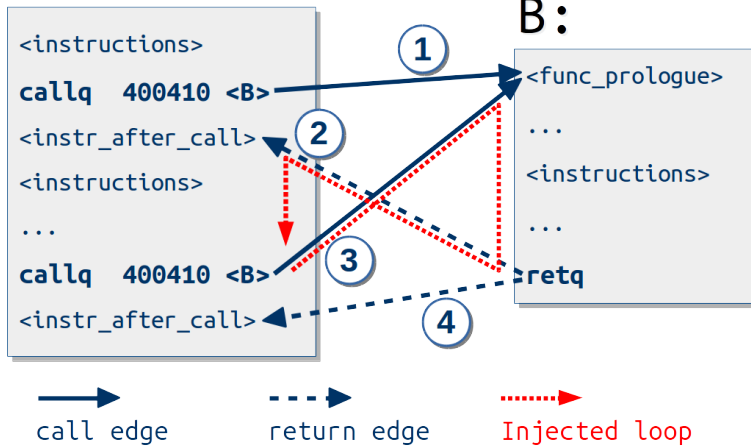 <instructions>
callq 400410 <B>
<instr_after_call>
<instructions>
...
callq 400410 <B>
<instr_after_call>
1
2
3
4
B:
<func_prologue>
...
<instructions>
...
retq
call edge
return edge
Injected loop